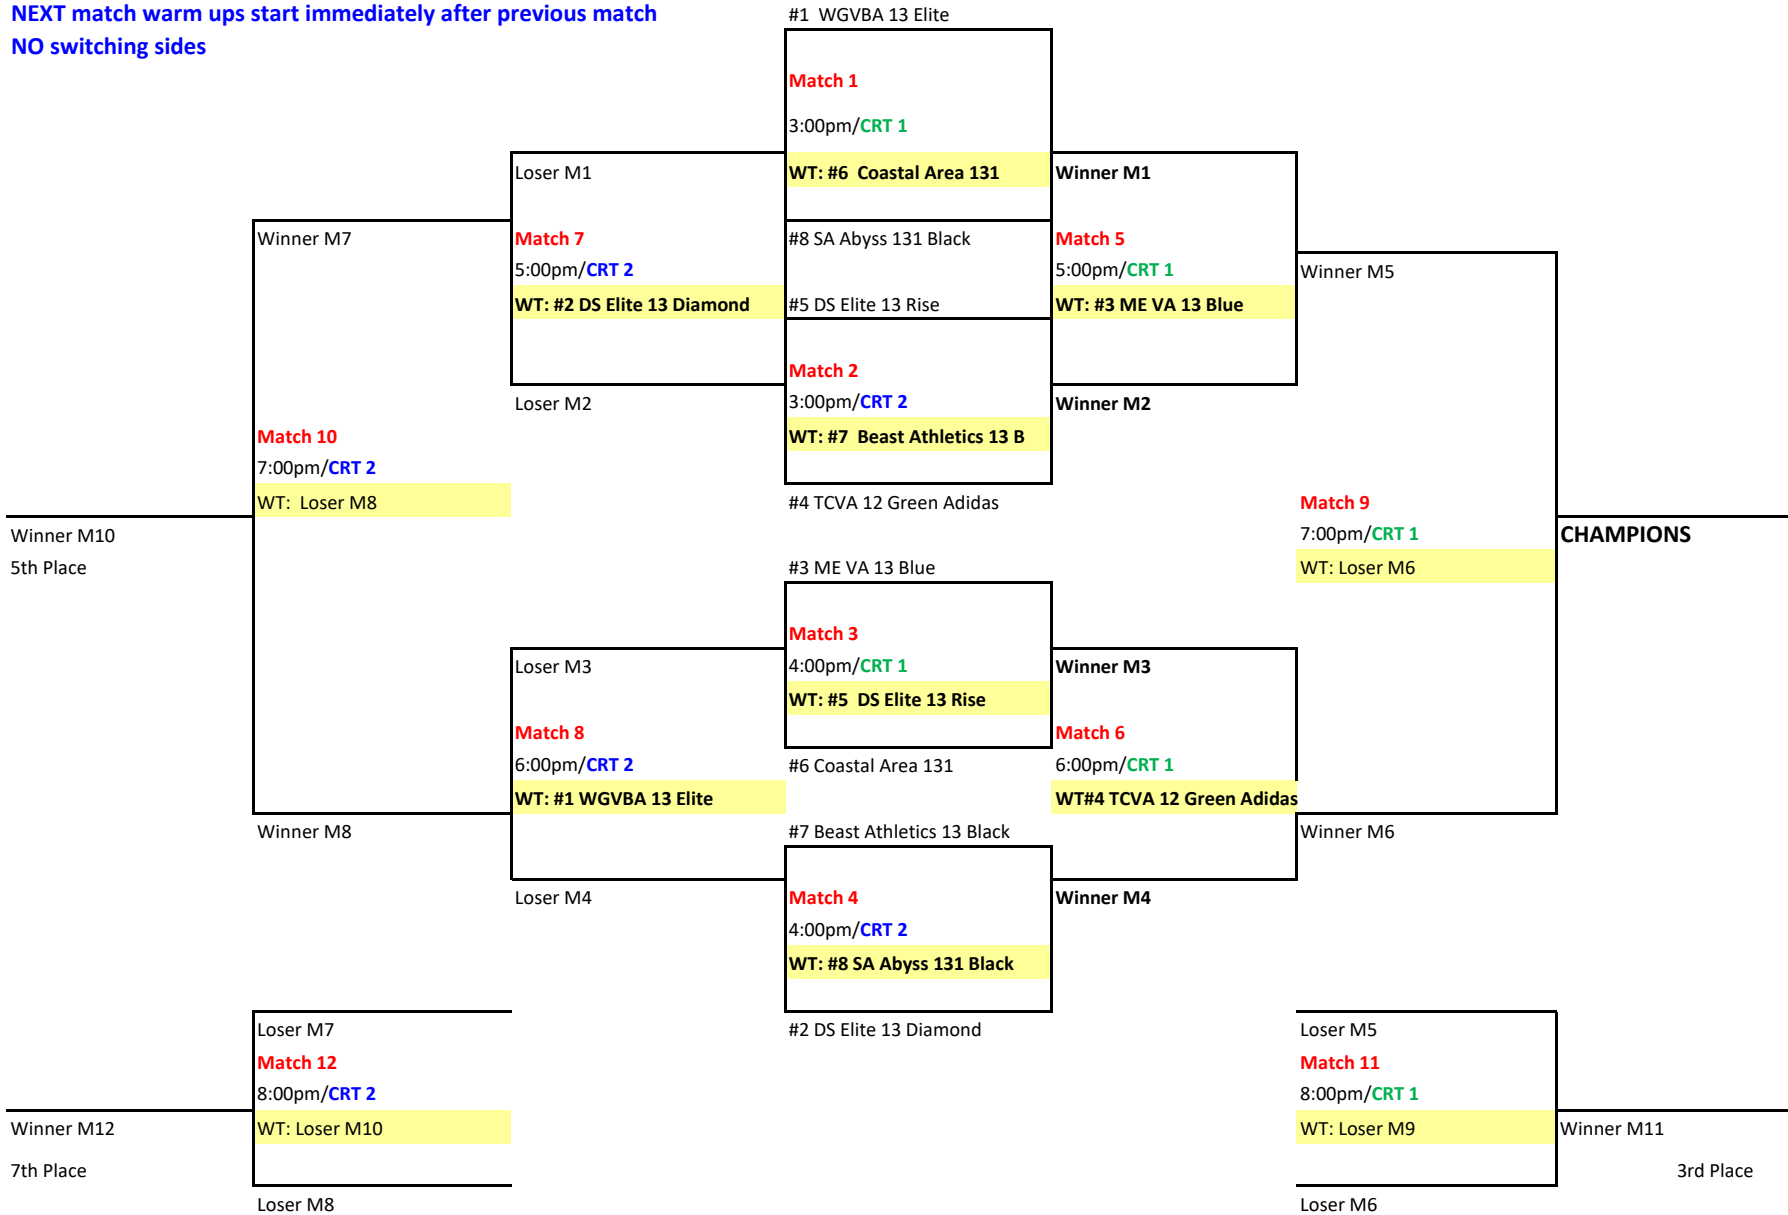 NEXT match warm ups start immediately after previous match
NO switching sides
#1  WGVBA 13 Elite
Match 1
3:00pm/CRT 1
WT: #6  Coastal Area 131
#8 SA Abyss 131 Black
#5 DS Elite 13 Rise
Match 2
3:00pm/CRT 2
WT: #7  Beast Athletics 13 B
#4 TCVA 12 Green Adidas
#3 ME VA 13 Blue
Match 3
4:00pm/CRT 1
WT: #5  DS Elite 13 Rise
#6 Coastal Area 131
#7 Beast Athletics 13 Black
Match 4
4:00pm/CRT 2
WT: #8 SA Abyss 131 Black
#2 DS Elite 13 Diamond
Loser M1
Match 7
5:00pm/CRT 2
WT: #2 DS Elite 13 Diamond
Loser M2
Loser M3
Match 8
6:00pm/CRT 2
WT: #1 WGVBA 13 Elite
Loser M4
Winner M7
Match 10
7:00pm/CRT 2
WT:  Loser M8
Winner M8
Winner M10
5th Place
Loser M7
Match 12
8:00pm/CRT 2
WT: Loser M10
Loser M8
Winner M12
7th Place
Winner M1
Match 5
5:00pm/CRT 1
WT: #3 ME VA 13 Blue
Winner M2
Winner M3
Match 6
6:00pm/CRT 1
WT#4 TCVA 12 Green Adidas
Winner M4
Winner M5
Match 9
7:00pm/CRT 1
WT: Loser M6
Winner M6
CHAMPIONS
Loser M5
Match 11
8:00pm/CRT 1
WT: Loser M9
Loser M6
Winner M11
3rd Place